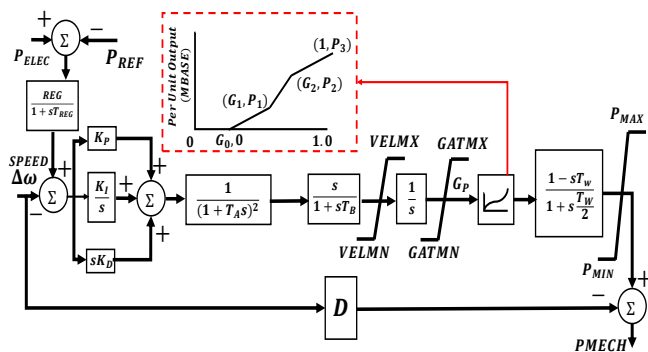 + Σ −
P_ELEC P_REF
REG
1 + sT_REG
SPEED
Δω
+
−
Σ
K_P
K_I
s
sK_D
+
+
+
Σ
1
(1 + T_A s)²
s
1 + sT_B
VELMX
VELMN
1
s
GATMX
GATMN
G_P
Per Unit Output
(MBASE)
(1, P_3)
(G_2, P_2)
(G_1, P_1)
0 G_0, 0 1.0
1 − sT_W
1 + s T_W
2
P_MAX
P_MIN
D
−
+
Σ
PMECH